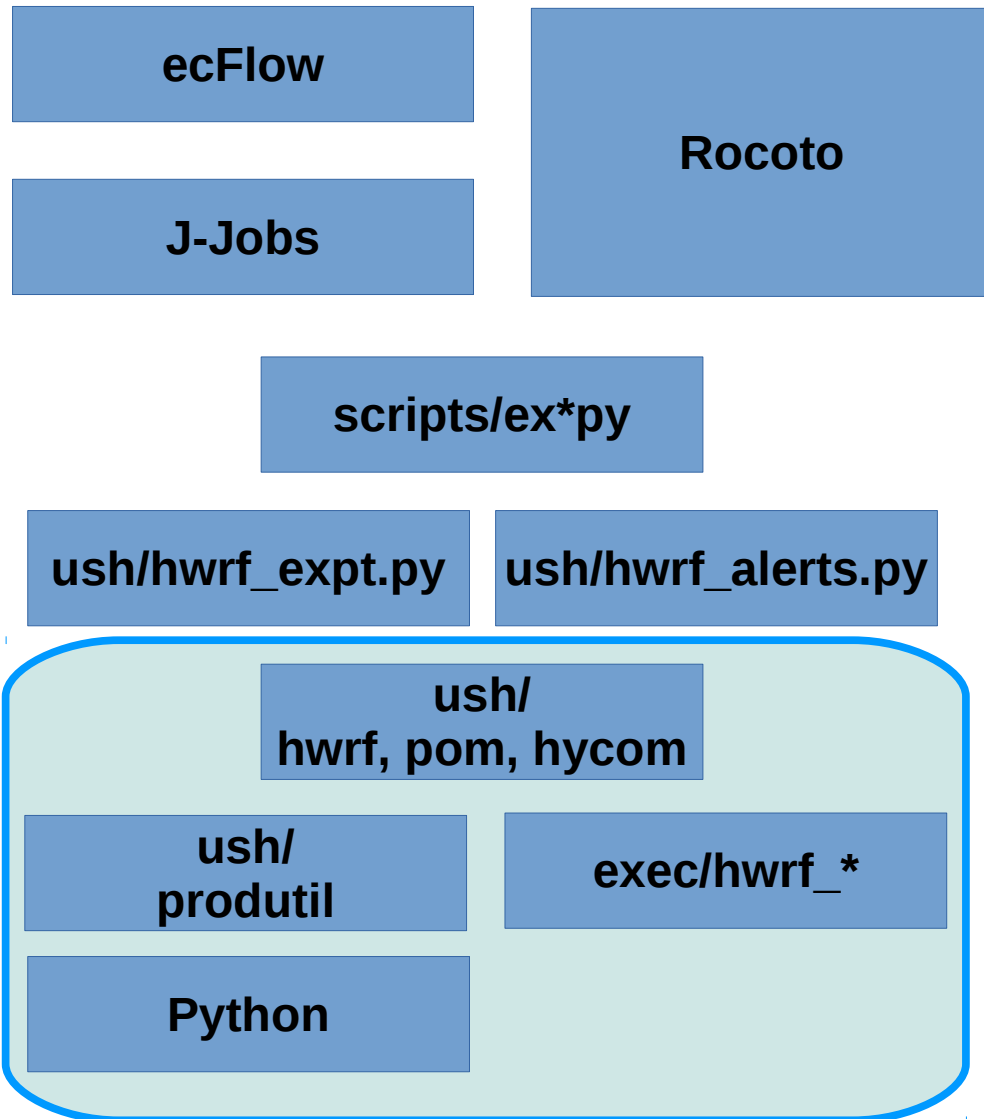 ecFlow
Rocoto
J-Jobs
scripts/ex*py
ush/hwrf_expt.py
ush/hwrf_alerts.py
ush/
hwrf, pom, hycom
ush/
produtil
exec/hwrf_*
Python